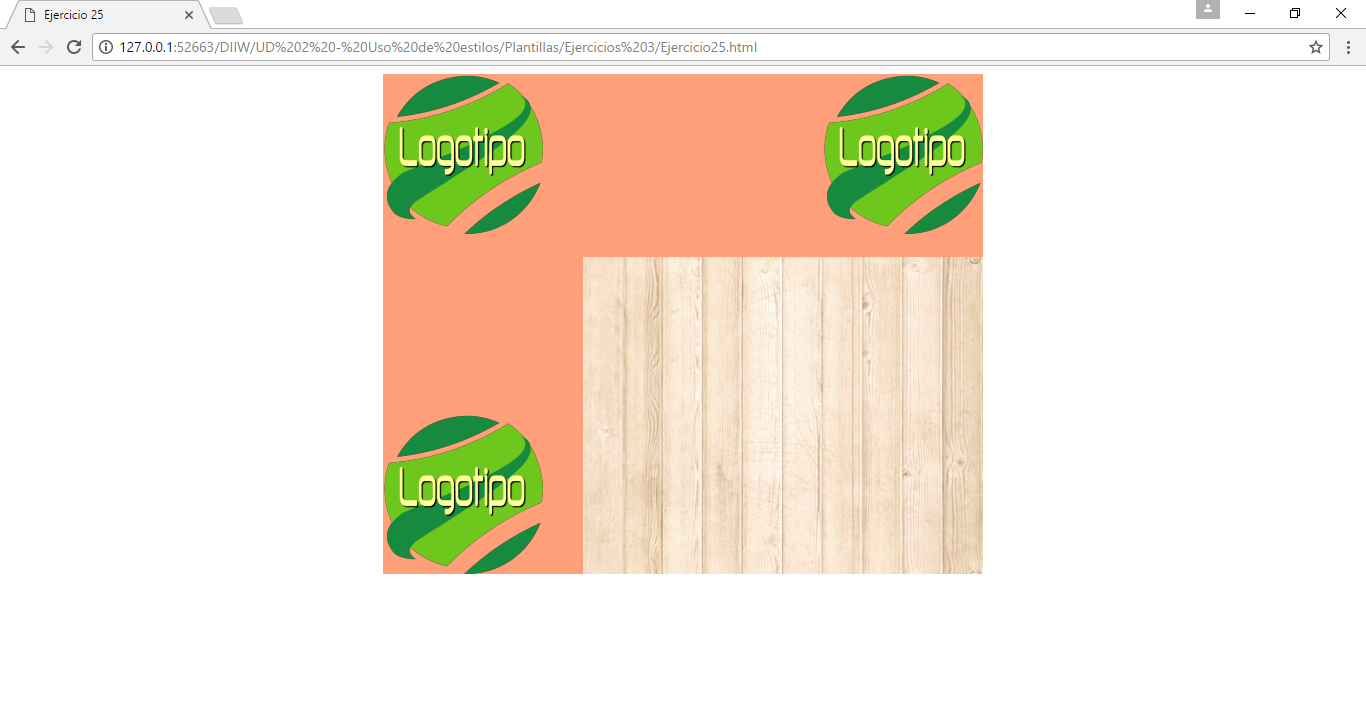 Ejercicio 25
127.0.0.1:52663/DIIW/UD%202%20-%20Uso%20de%20estilos/Plantillas/Ejercicios%203/Ejercicio25.html
Logotipo
Logotipo
Logotipo